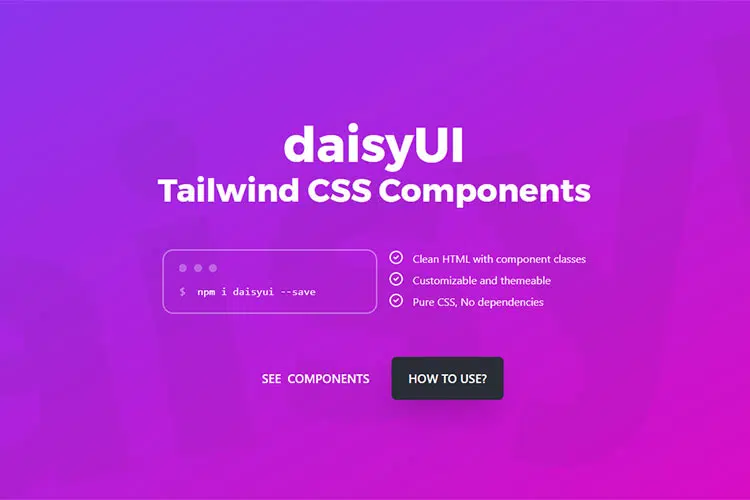 daisyUI
Tailwind CSS Components
$ npm i daisyui --save
Clean HTML with component classes
Customizable and themeable
Pure CSS, No dependencies
SEE COMPONENTS
HOW TO USE?